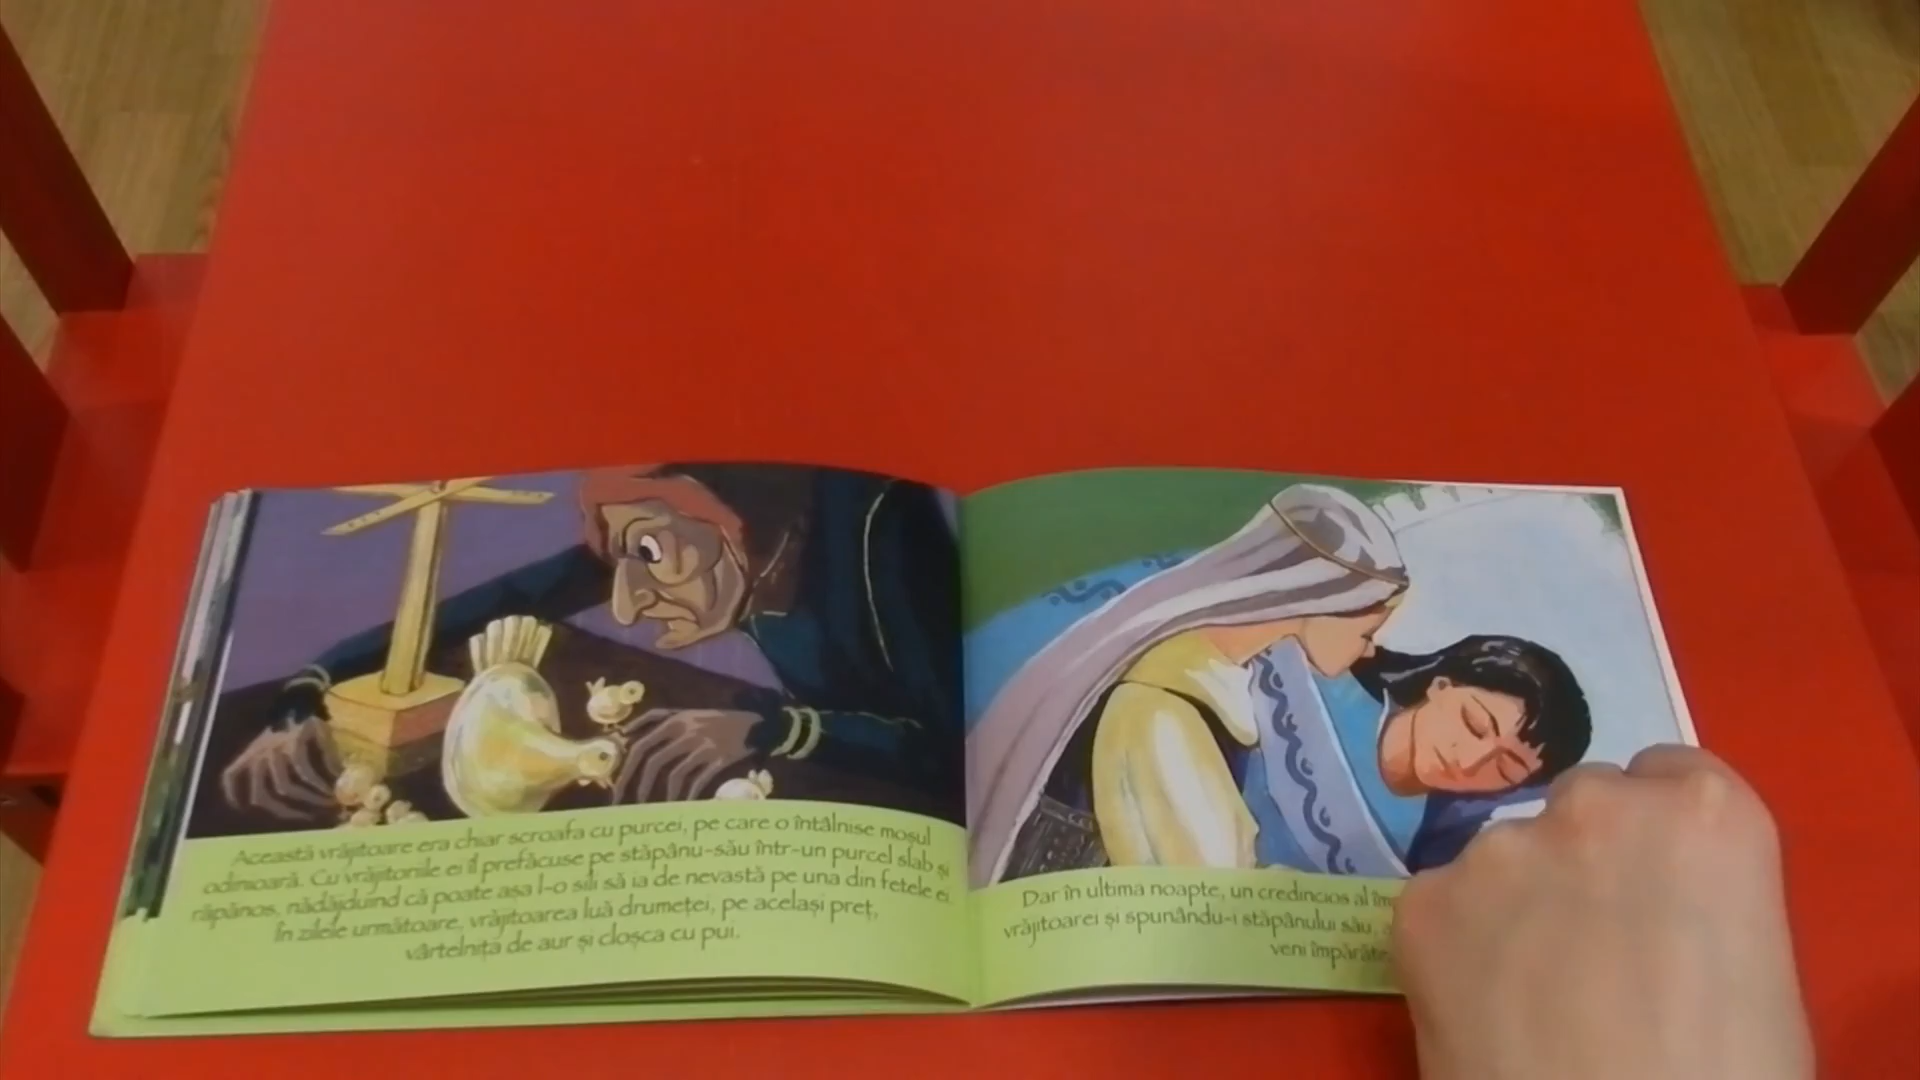 Această vrăjitoare era chiar scroafa cu purcei, pe care o întâlnise moșul
odinioară. Cu vrăjitoriile ei îl prefăcuse pe stăpânu-său într-un purcel slab și
răpănos, nădăjduind că poate așa l-o sili să ia de nevastă pe una din fetele ei.
În zilele următoare, vrăjitoarea luă drumeței, pe același preț,
vârtelnița de aur și cloșca cu pui.
Dar în ultima noapte, un credincios al
vrăjitoarei și spunându-i stăpânului său,
veni